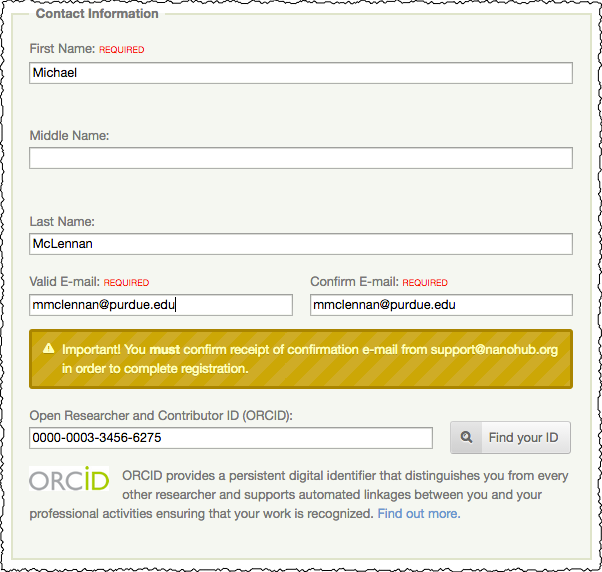 Contact Information
First Name: REQUIRED
Michael
Middle Name:
Last Name:
McLennan
Valid E-mail: REQUIRED
Confirm E-mail: REQUIRED
mmclennan@purdue.edu
mmclennan@purdue.edu
Important! You must confirm receipt of confirmation e-mail from support@nanohub.org
in order to complete registration.
Open Researcher and Contributor ID (ORCID):
0000-0003-3456-6275
Find your ID
ORCiD
ORCID provides a persistent digital identifier that distinguishes you from every
other researcher and supports automated linkages between you and your
professional activities ensuring that your work is recognized. Find out more.